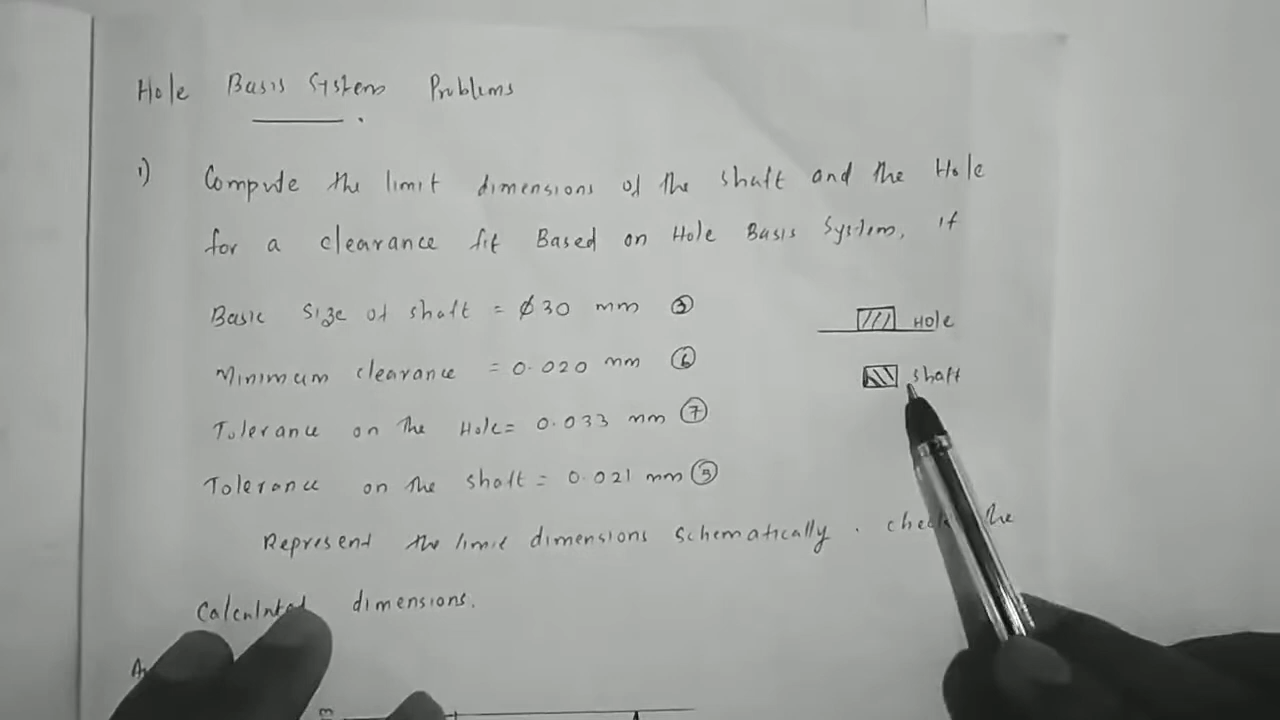 Hole Basis System Problems
1) Compute the limit dimensions of the shaft and the Hole
for a clearance fit Based on Hole Basis System, if
Basic Size of shaft = ∅30 mm
Minimum clearance = 0.020 mm ⑥
Hole
shaft
Tolerance on the Hole = 0.033 mm ⑦
Tolerance on the shaft = 0.021 mm
Represent the limit dimensions schematically. check the
Calculated dimensions.